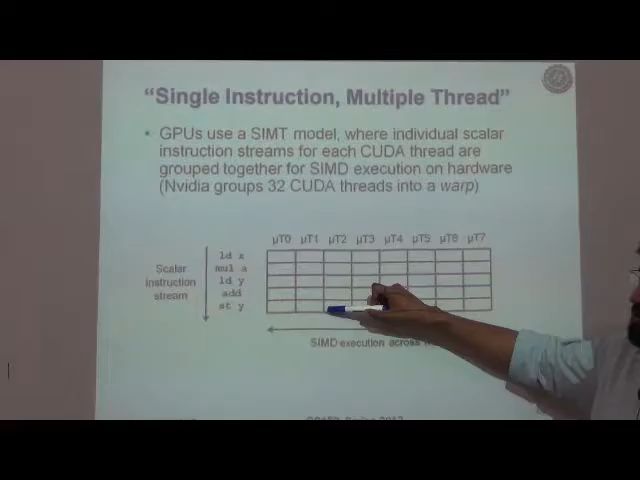 “Single Instruction, Multiple Thread”
• GPUs use a SIMT model, where individual scalar
instruction streams for each CUDA thread are
grouped together for SIMD execution on hardware
(Nvidia groups 32 CUDA threads into a warp)
µT0 µT1 µT2 µT3 µT4 µT5 µT6 µT7
Scalar
instruction
stream
ld x
mul a
ld y
add
st y
SIMD execution across